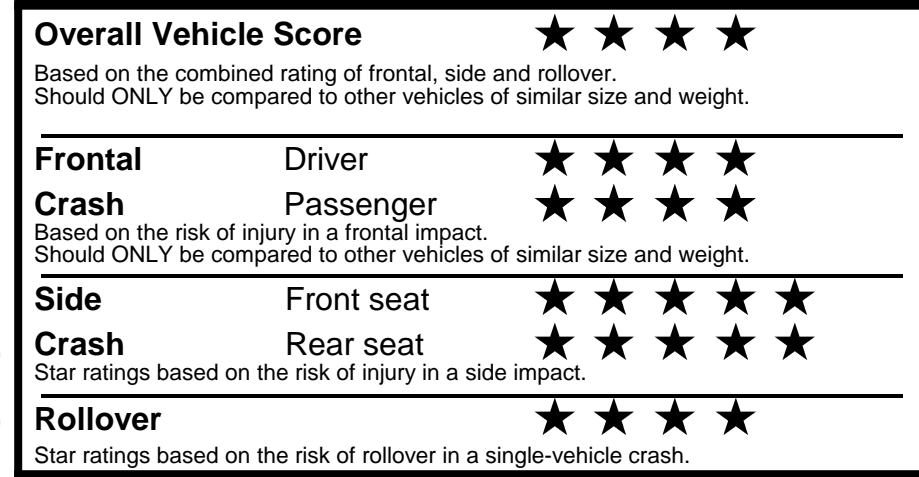 Overall Vehicle Score ★ ★ ★ ★
Based on the combined rating of frontal, side and rollover.
Should ONLY be compared to other vehicles of similar size and weight.
Frontal Driver ★ ★ ★ ★
Crash Passenger ★ ★ ★ ★
Based on the risk of injury in a frontal impact.
Should ONLY be compared to other vehicles of similar size and weight.
Side Front seat ★ ★ ★ ★ ★
Crash Rear seat ★ ★ ★ ★ ★
Star ratings based on the risk of injury in a side impact.
Rollover ★ ★ ★ ★
Star ratings based on the risk of rollover in a single-vehicle crash.